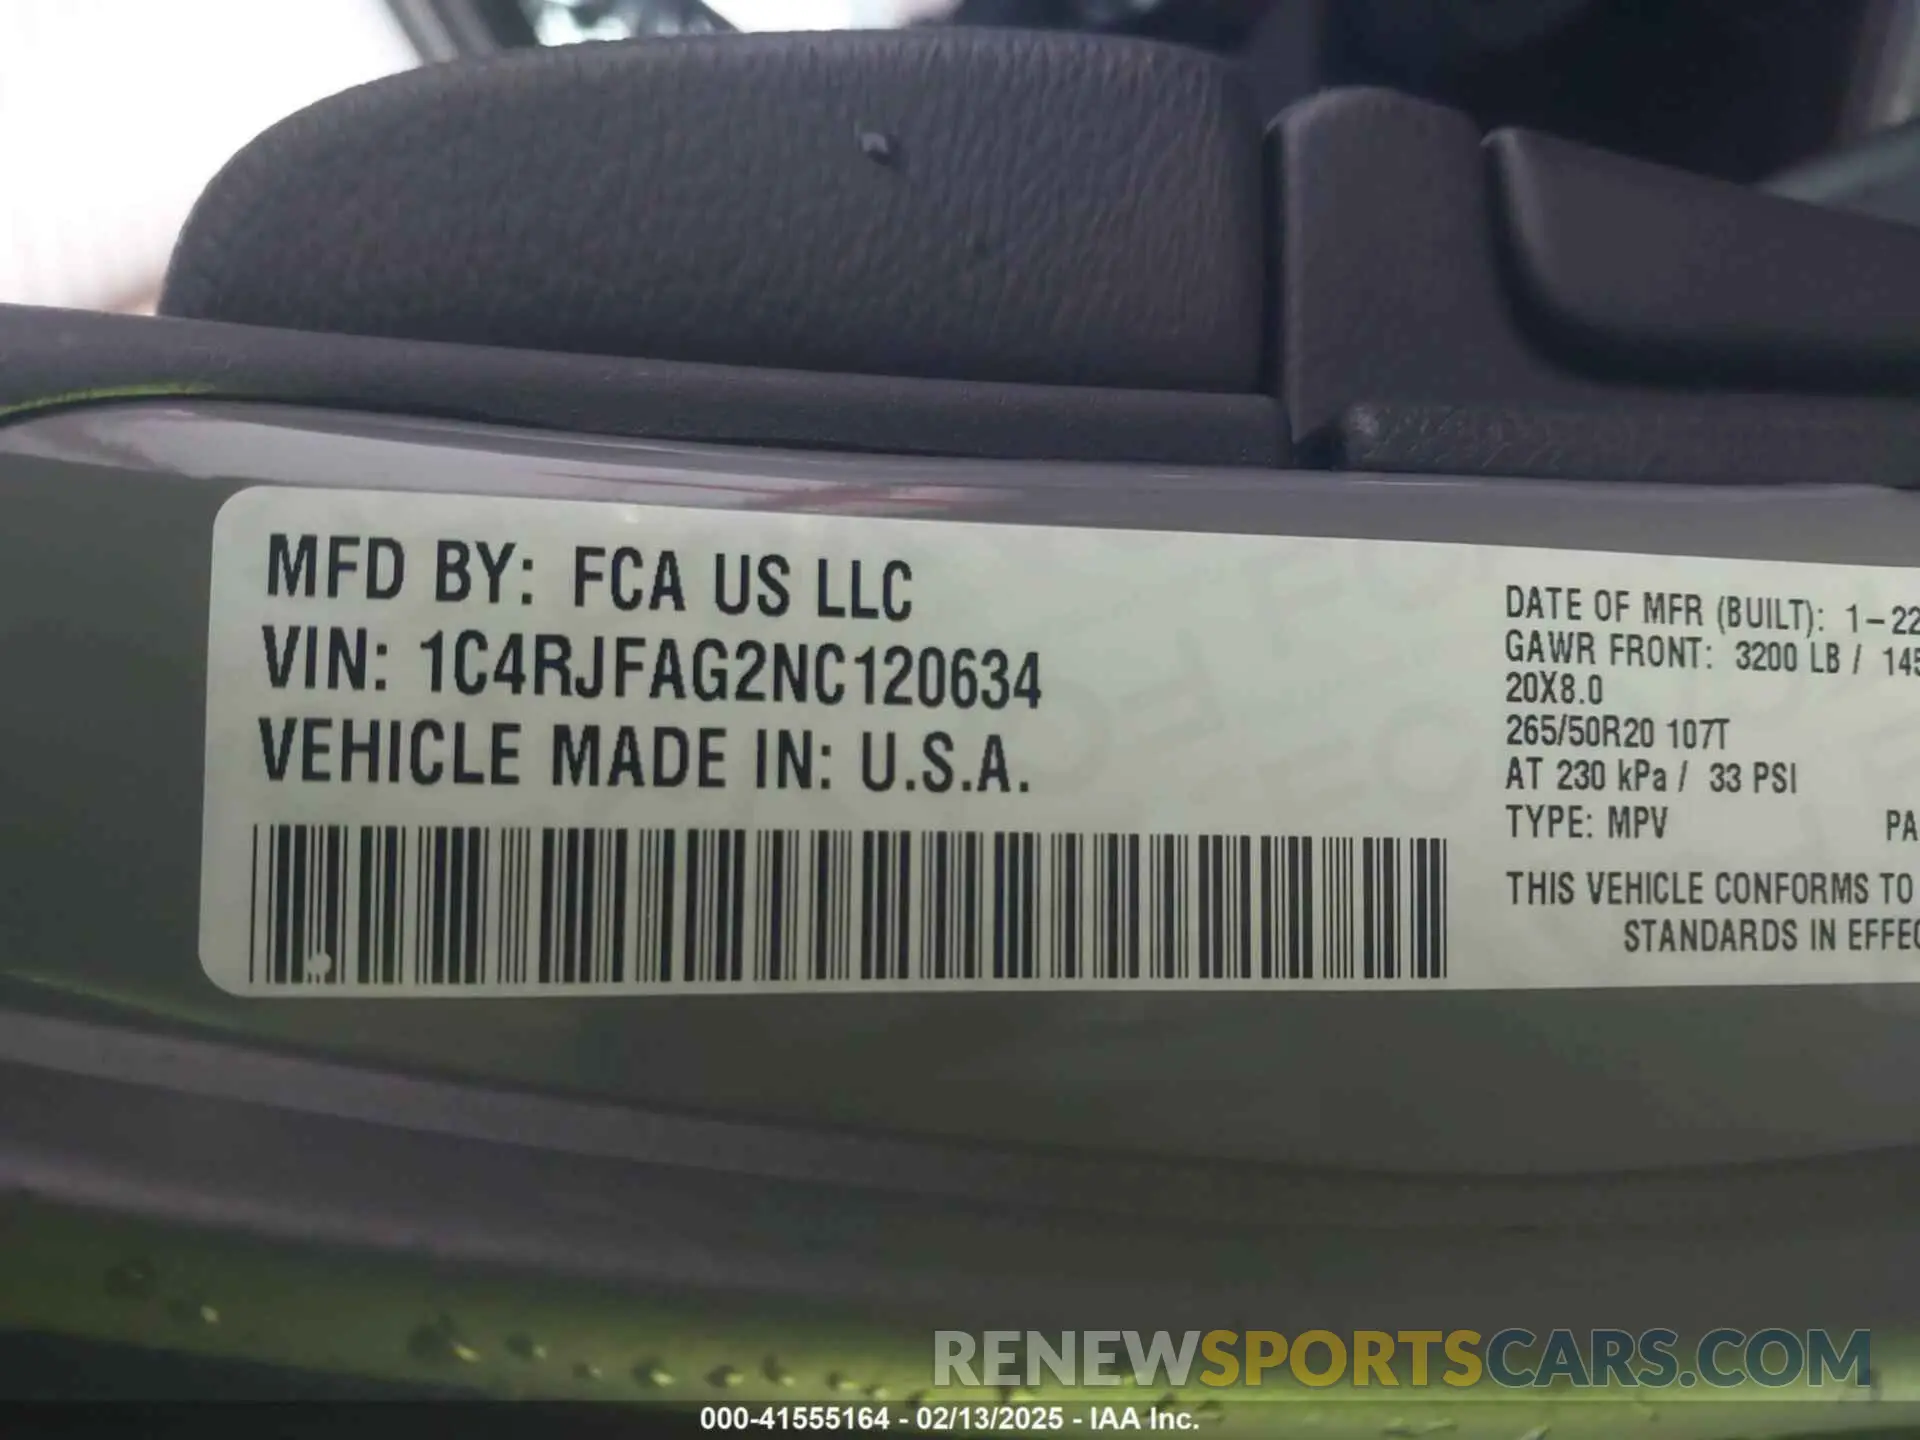 MFD BY: FCA US LLC
VIN: 1C4RJFAG2NC120634
VEHICLE MADE IN: U.S.A.
DATE OF MFR (BUILT): 1-22
GAWR FRONT: 3200 LB / 145
20X8.0
265/50R20 107T
AT 230 kPa / 33 PSI
TYPE: MPV PA
THIS VEHICLE CONFORMS TO
STANDARDS IN EFFEC
RENEWSPORTSCARS.COM
000-41555164 - 02/13/2025 - IAA Inc.